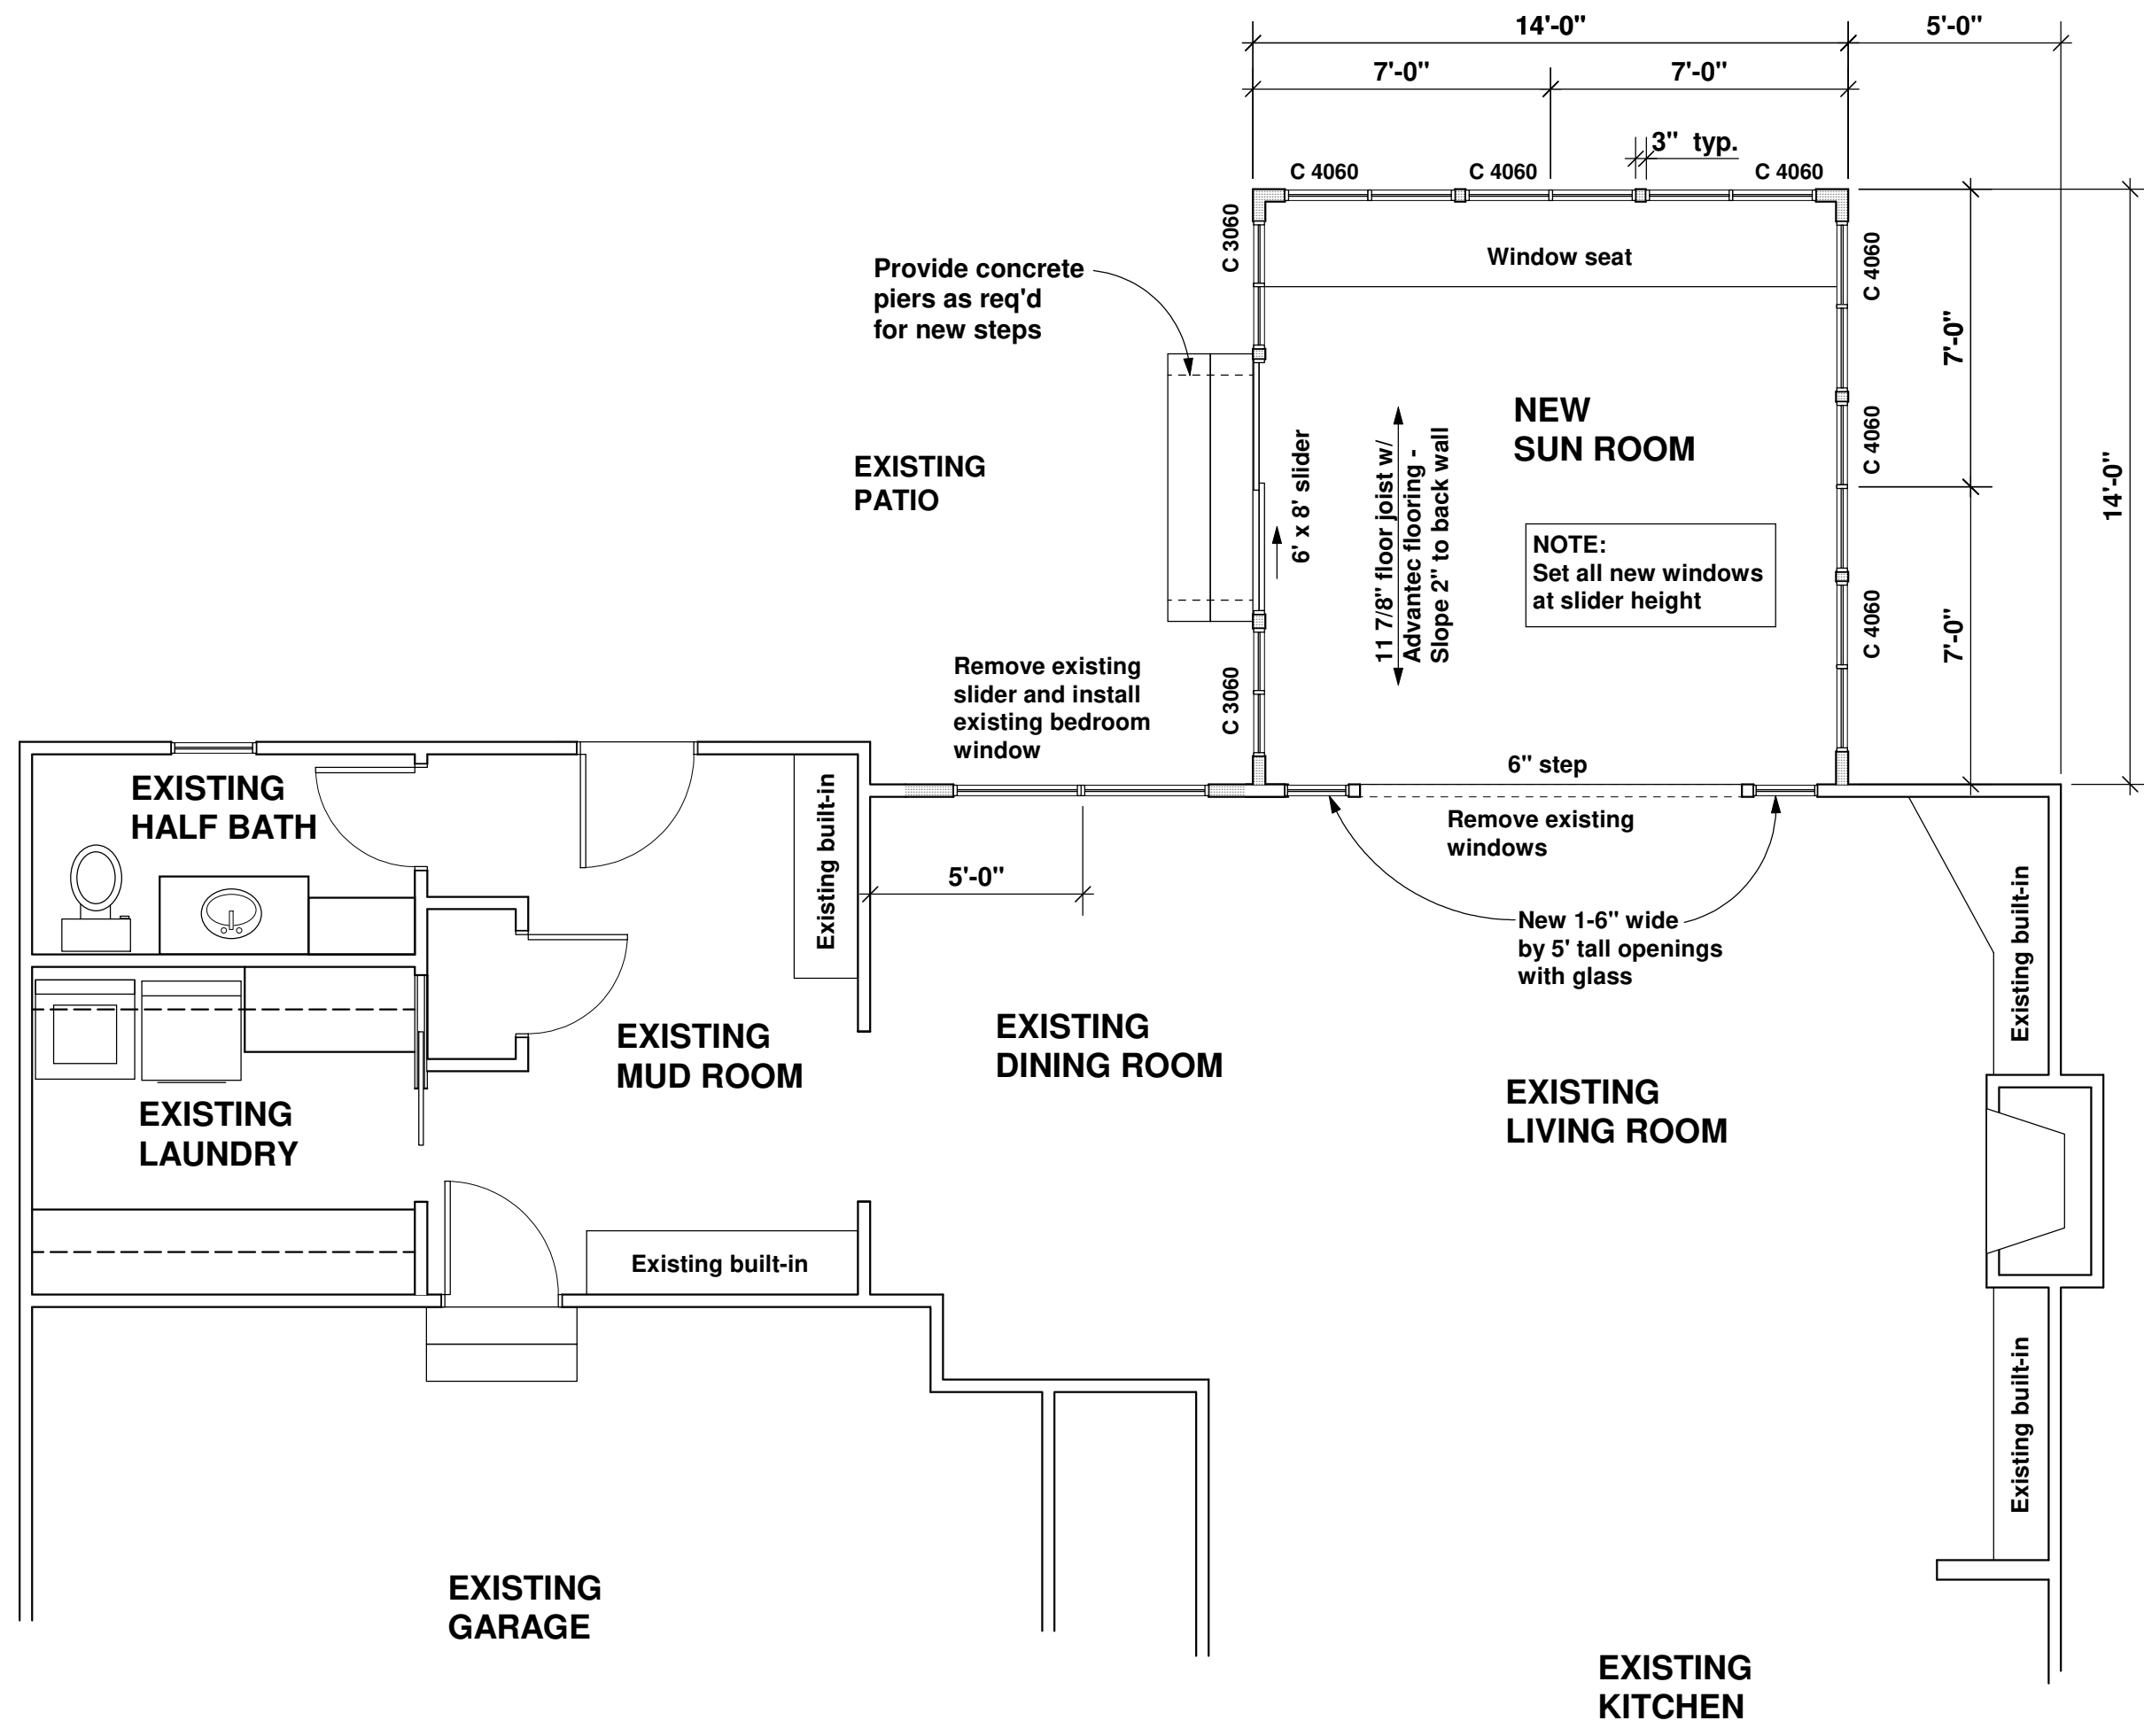 14'-0"
5'-0"
7'-0"
7'-0"
3" typ.
C 4060
C 4060
C 4060
C 3060
C 4060
Window seat
Provide concrete
piers as req'd
for new steps
7'-0"
NEW
SUN ROOM
C 4060
14'-0"
EXISTING
PATIO
6' x 8' slider
11 7/8" floor joist w/
Advantec flooring -
Slope 2" to back wall
NOTE:
Set all new windows
at slider height
C 4060
7'-0"
Remove existing
slider and install
existing bedroom
window
C 3060
6" step
EXISTING
HALF BATH
Existing built-in
Remove existing
windows
5'-0"
New 1-6" wide
by 5' tall openings
with glass
Existing built-in
EXISTING
MUD ROOM
EXISTING
DINING ROOM
EXISTING
LIVING ROOM
EXISTING
LAUNDRY
Existing built-in
Existing built-in
EXISTING
GARAGE
EXISTING
KITCHEN